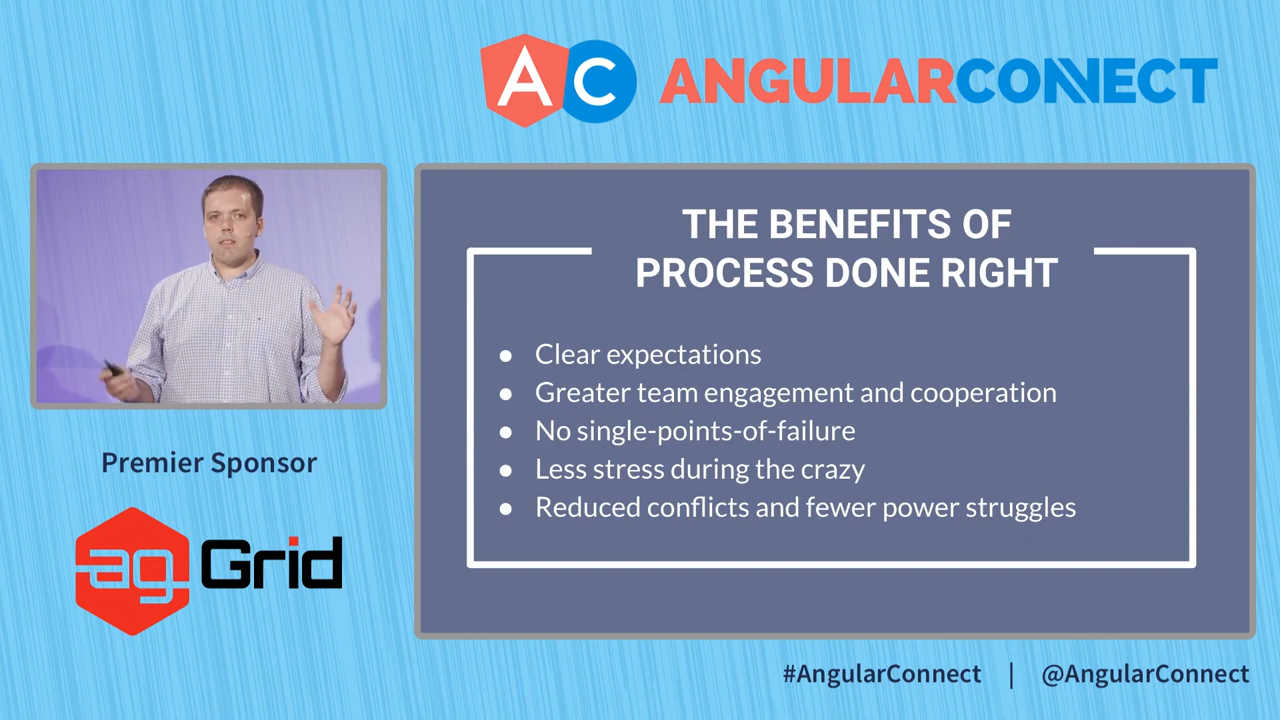 AC ANGULARCONNECT
THE BENEFITS OF
PROCESS DONE RIGHT
● Clear expectations
● Greater team engagement and cooperation
● No single-points-of-failure
● Less stress during the crazy
● Reduced conflicts and fewer power struggles
Premier Sponsor
ag Grid
#AngularConnect | @AngularConnect